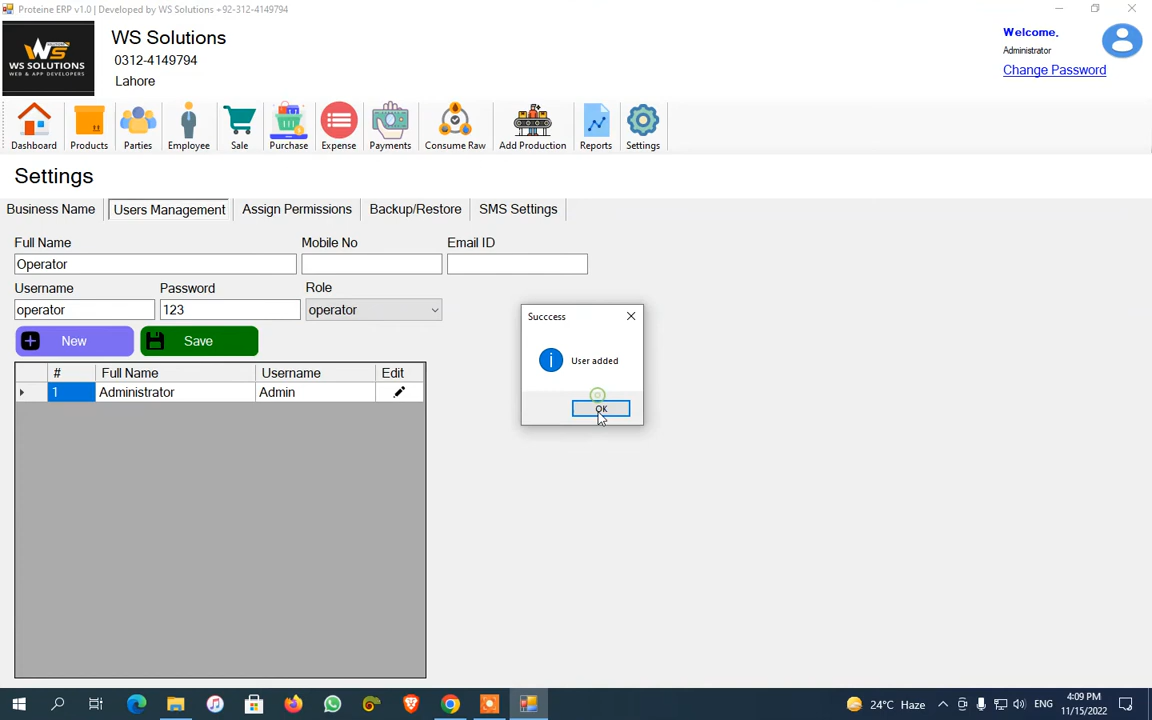 Proteine ERP v1.0 | Developed by WS Solutions +92-312-4149794
WS SOLUTIONS
WEB & APP DEVELOPERS
WS Solutions
0312-4149794
Lahore
Welcome.
Administrator
Change Password
Dashboard Products Parties Employee Sale Purchase Expense Payments Consume Raw Add Production Reports Settings
Settings
Business Name Users Management Assign Permissions Backup/Restore SMS Settings
Full Name Mobile No Email ID
Operator
Username Password Role
operator 123 operator
New Save
# Full Name Username Edit
1 Administrator Admin
Succcess
User added
OK
24°C Haze ENG
4:09 PM
11/15/2022